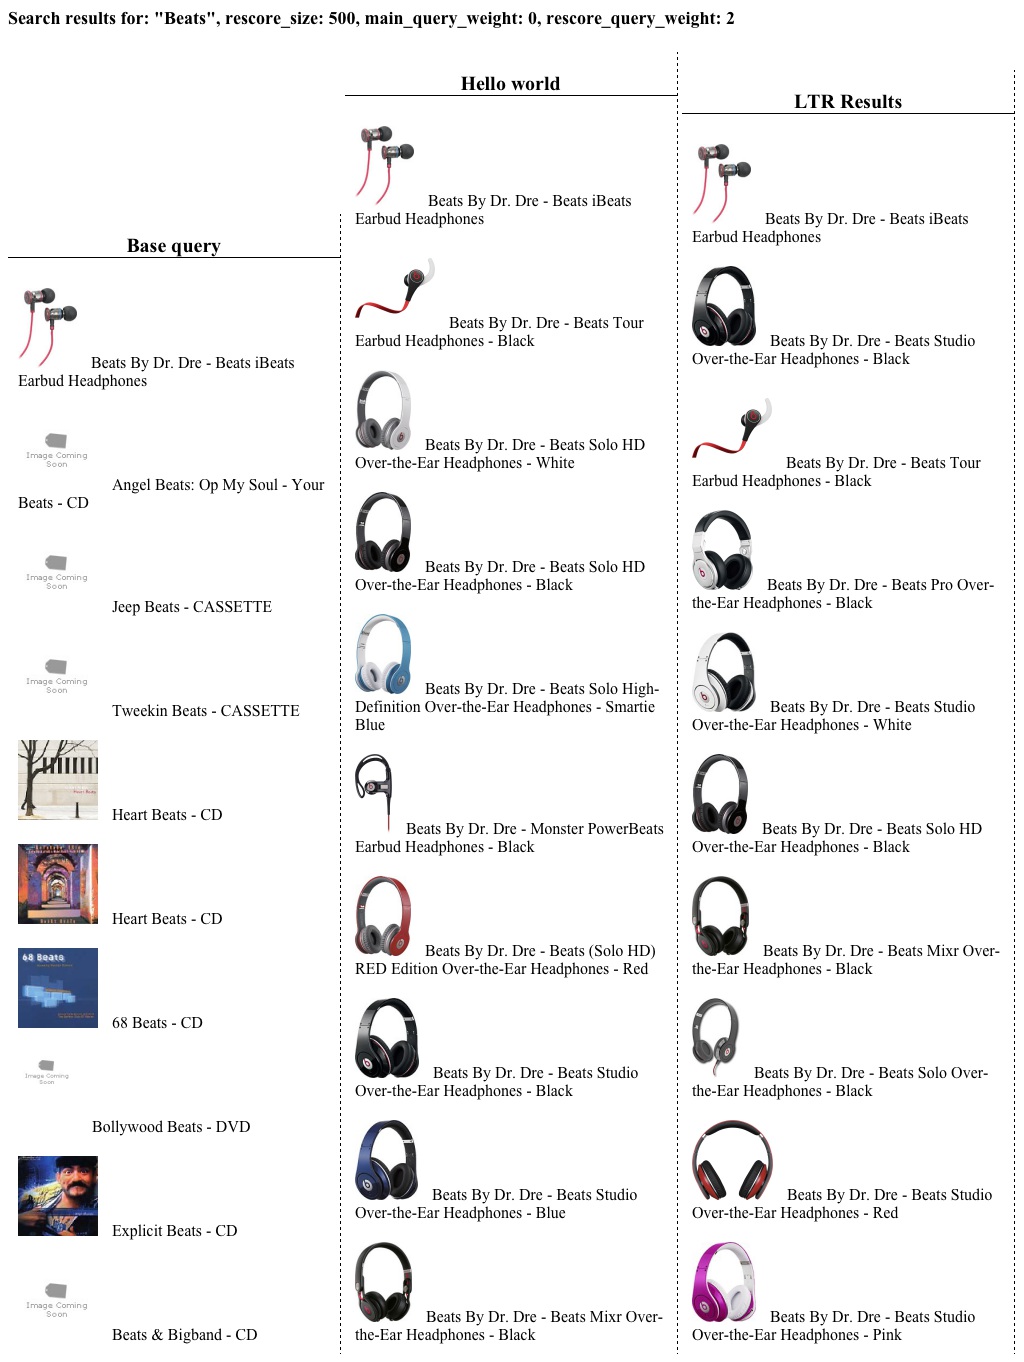 Search results for: "Beats", rescore_size: 500, main_query_weight: 0, rescore_query_weight: 2
Base query
Beats By Dr. Dre - Beats iBeats
Earbud Headphones
Image Coming
Soon
Angel Beats: Op My Soul - Your
Beats - CD
Image Coming
Soon
Jeep Beats - CASSETTE
Image Coming
Soon
Tweekin Beats - CASSETTE
Heart Beats - CD
Heart Beats - CD
68 Beats
68 Beats - CD
Image Coming
Soon
Bollywood Beats - DVD
Explicit Beats - CD
Image Coming
Soon
Beats & Bigband - CD
Hello world
Beats By Dr. Dre - Beats iBeats
Earbud Headphones
Beats By Dr. Dre - Beats Tour
Earbud Headphones - Black
Beats By Dr. Dre - Beats Solo HD
Over-the-Ear Headphones - White
Beats By Dr. Dre - Beats Solo HD
Over-the-Ear Headphones - Black
Beats By Dr. Dre - Beats Solo High-
Definition Over-the-Ear Headphones - Smartie
Blue
Beats By Dr. Dre - Monster PowerBeats
Earbud Headphones - Black
Beats By Dr. Dre - Beats (Solo HD)
RED Edition Over-the-Ear Headphones - Red
Beats By Dr. Dre - Beats Studio
Over-the-Ear Headphones - Black
Beats By Dr. Dre - Beats Studio
Over-the-Ear Headphones - Blue
Beats By Dr. Dre - Beats Mixr Over-
the-Ear Headphones - Black
LTR Results
Beats By Dr. Dre - Beats iBeats
Earbud Headphones
Beats By Dr. Dre - Beats Studio
Over-the-Ear Headphones - Black
Beats By Dr. Dre - Beats Tour
Earbud Headphones - Black
Beats By Dr. Dre - Beats Pro Over-
the-Ear Headphones - Black
Beats By Dr. Dre - Beats Studio
Over-the-Ear Headphones - White
Beats By Dr. Dre - Beats Solo HD
Over-the-Ear Headphones - Black
Beats By Dr. Dre - Beats Mixr Over-
the-Ear Headphones - Black
Beats By Dr. Dre - Beats Solo Over-
the-Ear Headphones - Black
Beats By Dr. Dre - Beats Studio
Over-the-Ear Headphones - Red
Beats By Dr. Dre - Beats Studio
Over-the-Ear Headphones - Pink